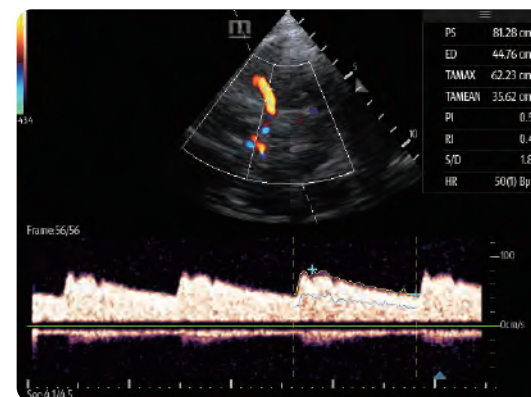 m
PS 81.28 cm
ED 44.76 cm
TAMAX 62.23 cm
TAMEAN 35.62 cm
PI 0.5
RI 0.4
S/D 1.8
HR 50(1) Bp
5
10
Frame:56/56
100
0cm/s